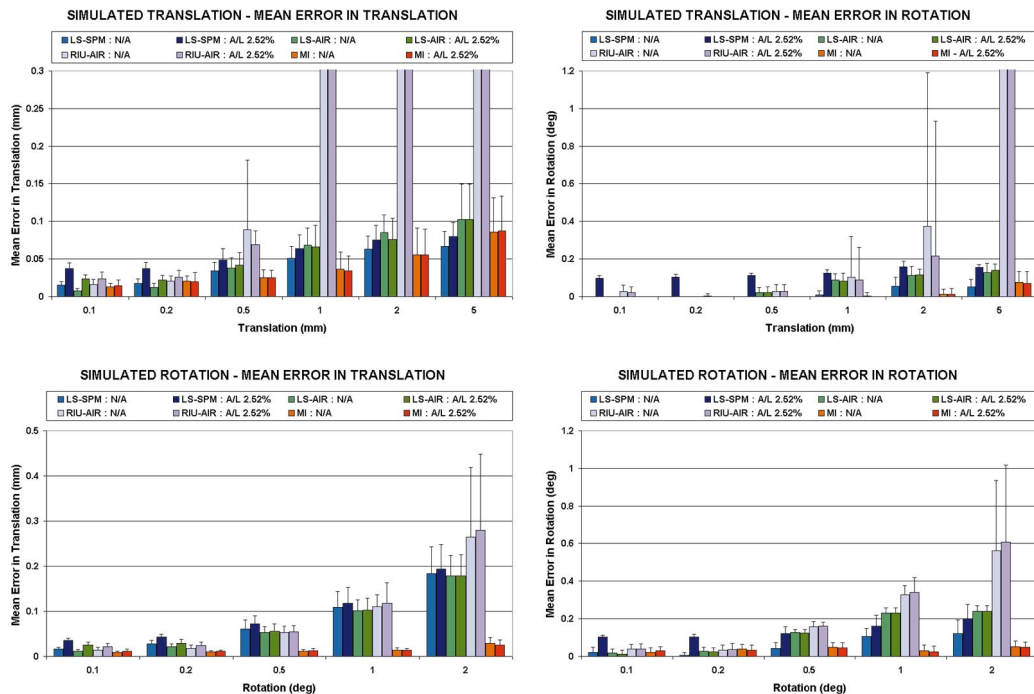 SIMULATED TRANSLATION - MEAN ERROR IN TRANSLATION
LS-SPM : N/A LS-SPM : A/L 2.52% LS-AIR : N/A LS-AIR : A/L 2.52%
RIU-AIR : N/A RIU-AIR : A/L 2.52% MI : N/A MI : A/L 2.52%
Mean Error in Translation (mm)
0.3
0.25
0.2
0.15
0.1
0.05
0
0.1 0.2 0.5 1 2 5
Translation (mm)
SIMULATED TRANSLATION - MEAN ERROR IN ROTATION
LS-SPM : N/A LS-SPM : A/L 2.52% LS-AIR : N/A LS-AIR : A/L 2.52%
RIU-AIR : N/A RIU-AIR : A/L 2.52% MI : N/A MI - A/L 2.52%
Mean Error in Rotation (deg)
1.2
1
0.8
0.6
0.4
0.2
0
0.1 0.2 0.5 1 2 5
Translation (mm)
SIMULATED ROTATION - MEAN ERROR IN TRANSLATION
LS-SPM : N/A LS-SPM : A/L 2.52% LS-AIR : N/A LS-AIR : A/L 2.52%
RIU-AIR : N/A RIU-AIR : A/L 2.52% MI : N/A MI : A/L 2.52%
Mean Error in Translation (mm)
0.5
0.4
0.3
0.2
0.1
0
0.1 0.2 0.5 1 2
Rotation (deg)
SIMULATED ROTATION - MEAN ERROR IN ROTATION
LS-SPM : N/A LS-SPM : A/L 2.52% LS-AIR : N/A LS-AIR : A/L 2.52%
RIU-AIR : N/A RIU-AIR : A/L 2.52% MI : N/A MI : A/L 2.52%
Mean Error in Rotation (deg)
1.2
1
0.8
0.6
0.4
0.2
0
0.1 0.2 0.5 1 2
Rotation (deg)